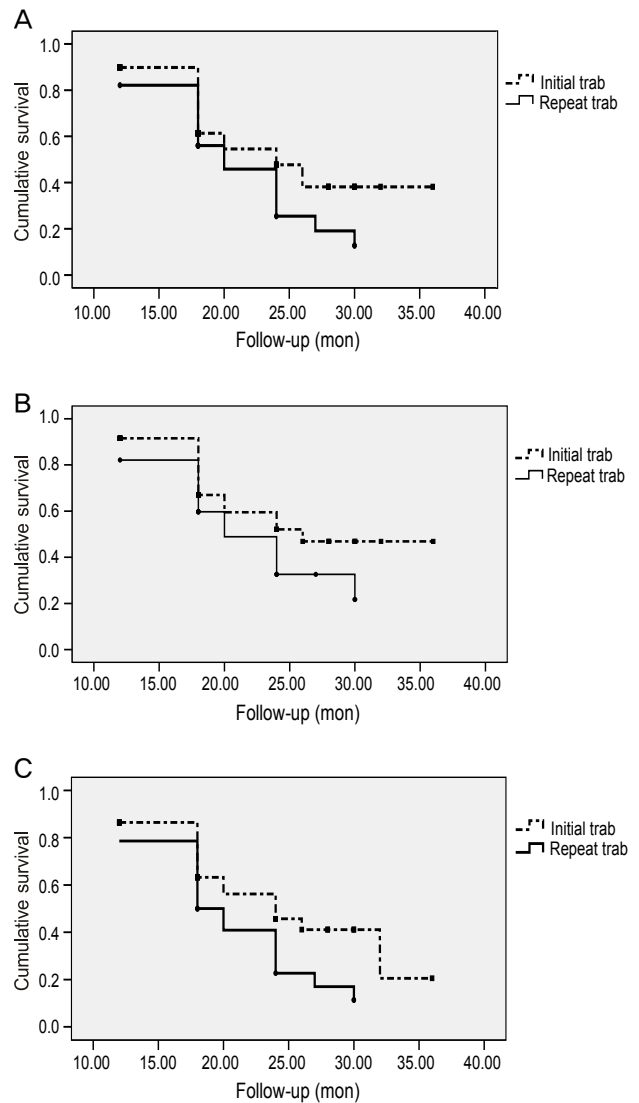 A
Cumulative survival
1.0
0.8
0.6
0.4
0.2
0.0
10.00 15.00 20.00 25.00 30.00 35.00 40.00
Follow-up (mon)
Initial trab
Repeat trab
B
Cumulative survival
1.0
0.8
0.6
0.4
0.2
0.0
10.00 15.00 20.00 25.00 30.00 35.00 40.00
Follow-up (mon)
Initial trab
Repeat trab
C
Cumulative survival
1.0
0.8
0.6
0.4
0.2
0.0
10.00 15.00 20.00 25.00 30.00 35.00 40.00
Follow-up (mon)
Initial trab
Repeat trab